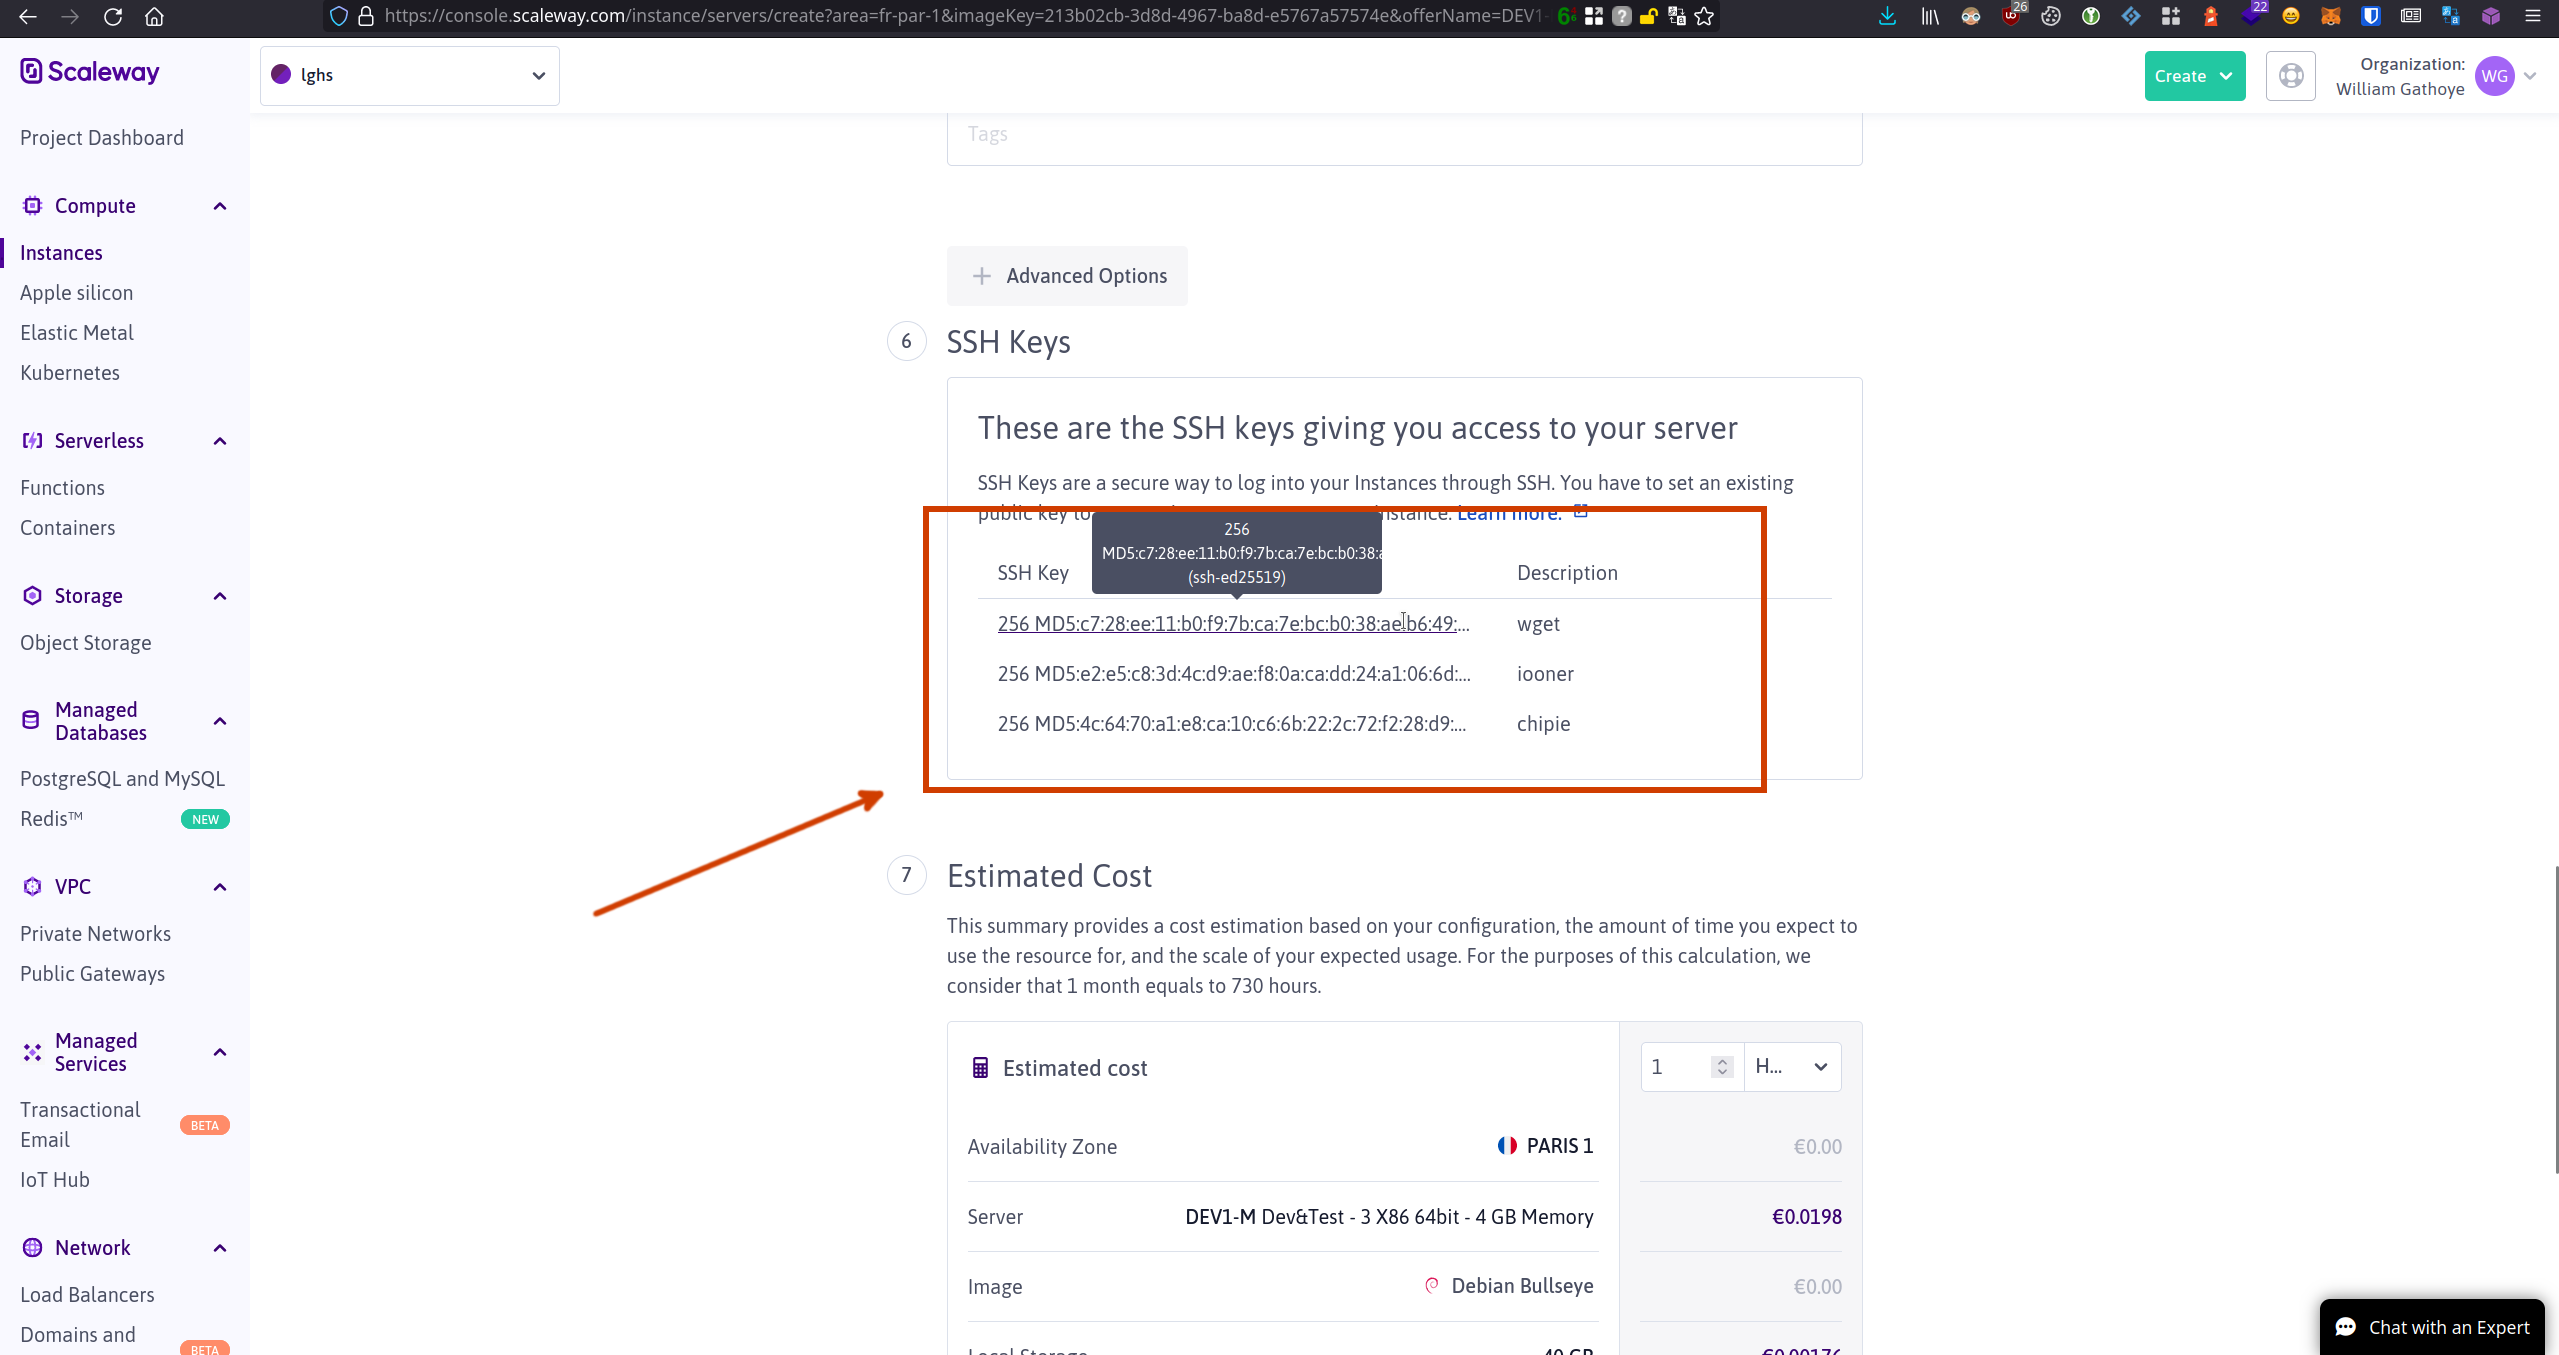 https://console.scaleway.com/instance/servers/create?area=fr-par-1&imageKey=213b02cb-3d8d-4967-ba8d-e5767a57574e&offerName=DEV1-
26
22
Scaleway
lghs
Create
Organization:
William Gathoye
WG
Project Dashboard
Compute
Instances
Apple silicon
Elastic Metal
Kubernetes
Serverless
Functions
Containers
Storage
Object Storage
Managed
Databases
PostgreSQL and MySQL
Redis™
NEW
VPC
Private Networks
Public Gateways
Managed
Services
Transactional
Email
BETA
IoT Hub
Network
Load Balancers
Domains and
BETA
Tags
Advanced Options
6
SSH Keys
These are the SSH keys giving you access to your server
SSH Keys are a secure way to log into your Instances through SSH. You have to set an existing
public key to
instance. Learn more.
256
MD5:c7:28:ee:11:b0:f9:7b:ca:7e:bc:b0:38:a
(ssh-ed25519)
SSH Key
Description
256 MD5:c7:28:ee:11:b0:f9:7b:ca:7e:bc:b0:38:ae:b6:49:...
wget
256 MD5:e2:e5:c8:3d:4c:d9:ae:f8:0a:ca:dd:24:a1:06:6d:...
iooner
256 MD5:4c:64:70:a1:e8:ca:10:c6:6b:22:2c:72:f2:28:d9:...
chipie
7
Estimated Cost
This summary provides a cost estimation based on your configuration, the amount of time you expect to
use the resource for, and the scale of your expected usage. For the purposes of this calculation, we
consider that 1 month equals to 730 hours.
Estimated cost
1
H...
Availability Zone
PARIS 1
€0.00
Server
DEV1-M Dev&Test - 3 X86 64bit - 4 GB Memory
€0.0198
Image
Debian Bullseye
€0.00
Local Storage
40 GB
€0.00176
Chat with an Expert